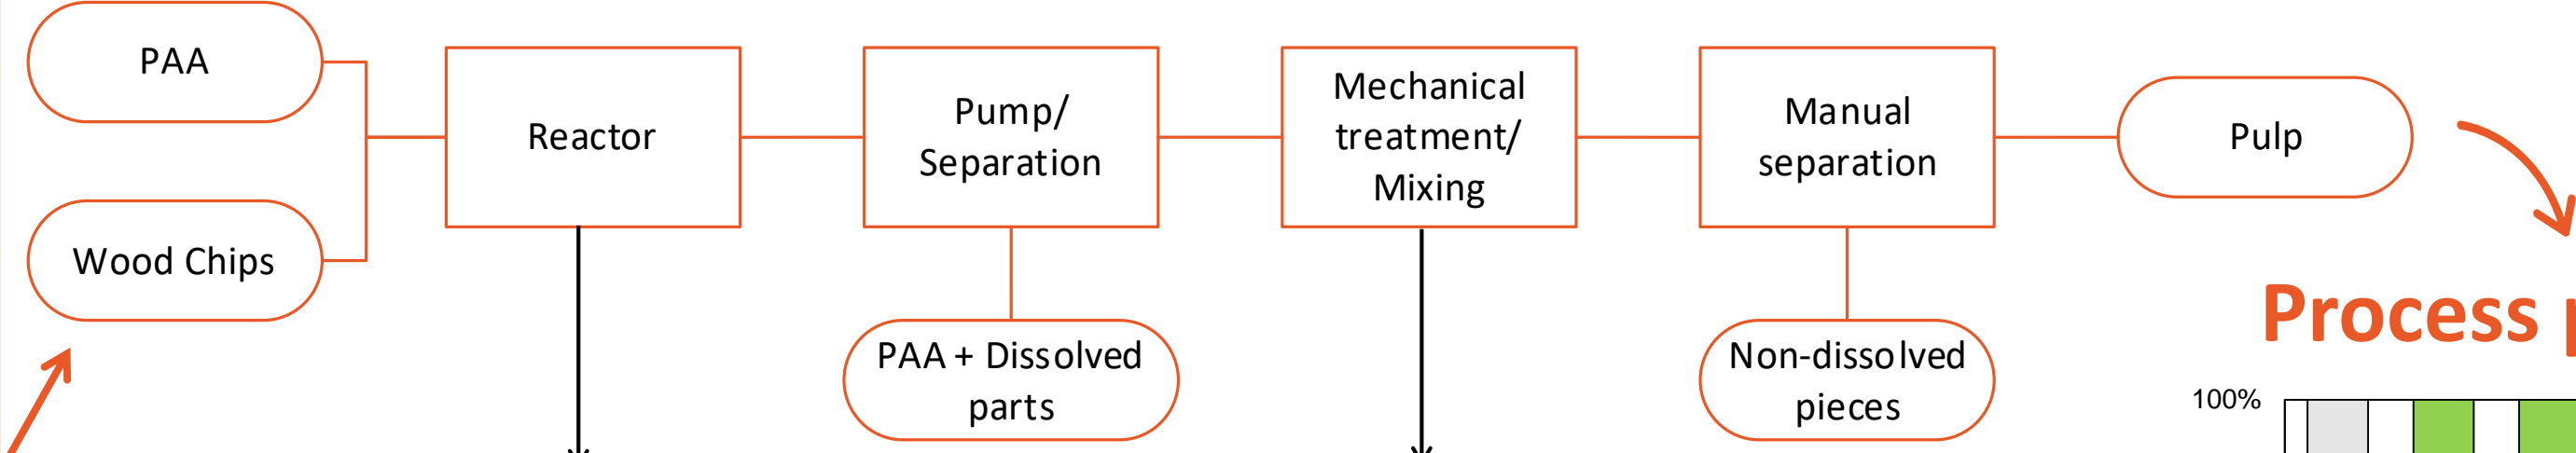 PAA
Wood Chips
Reactor
Pump/
Separation
Mechanical
treatment/
Mixing
Manual
separation
Pulp
PAA + Dissolved
parts
Non-dissolved
pieces
Process
100%